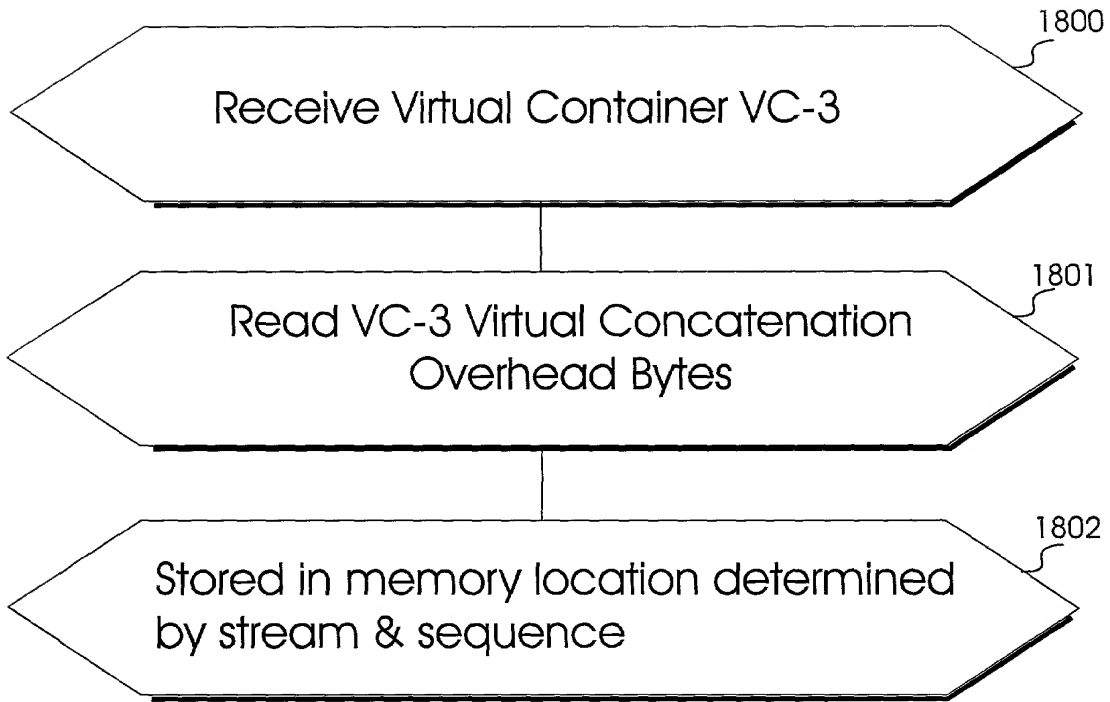 1800
Receive Virtual Container VC-3
1801
Read VC-3 Virtual Concatenation
Overhead Bytes
1802
Stored in memory location determined
by stream & sequence